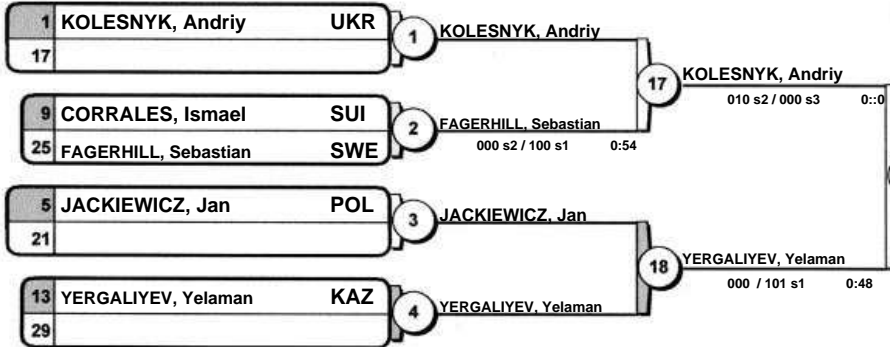 1 KOLESNYK, Andriy UKR
17
1
KOLESNYK, Andriy
9 CORRALES, Ismael SUI
25 FAGERHILL, Sebastian SWE
2
FAGERHILL, Sebastian
000 s2 / 100 s1 0:54
17
KOLESNYK, Andriy
010 s2 / 000 s3 0::0
5 JACKIEWICZ, Jan POL
21
3
JACKIEWICZ, Jan
13 YERGALIYEV, Yelaman KAZ
29
4
YERGALIYEV, Yelaman
18
YERGALIYEV, Yelaman
000 / 101 s1 0:48